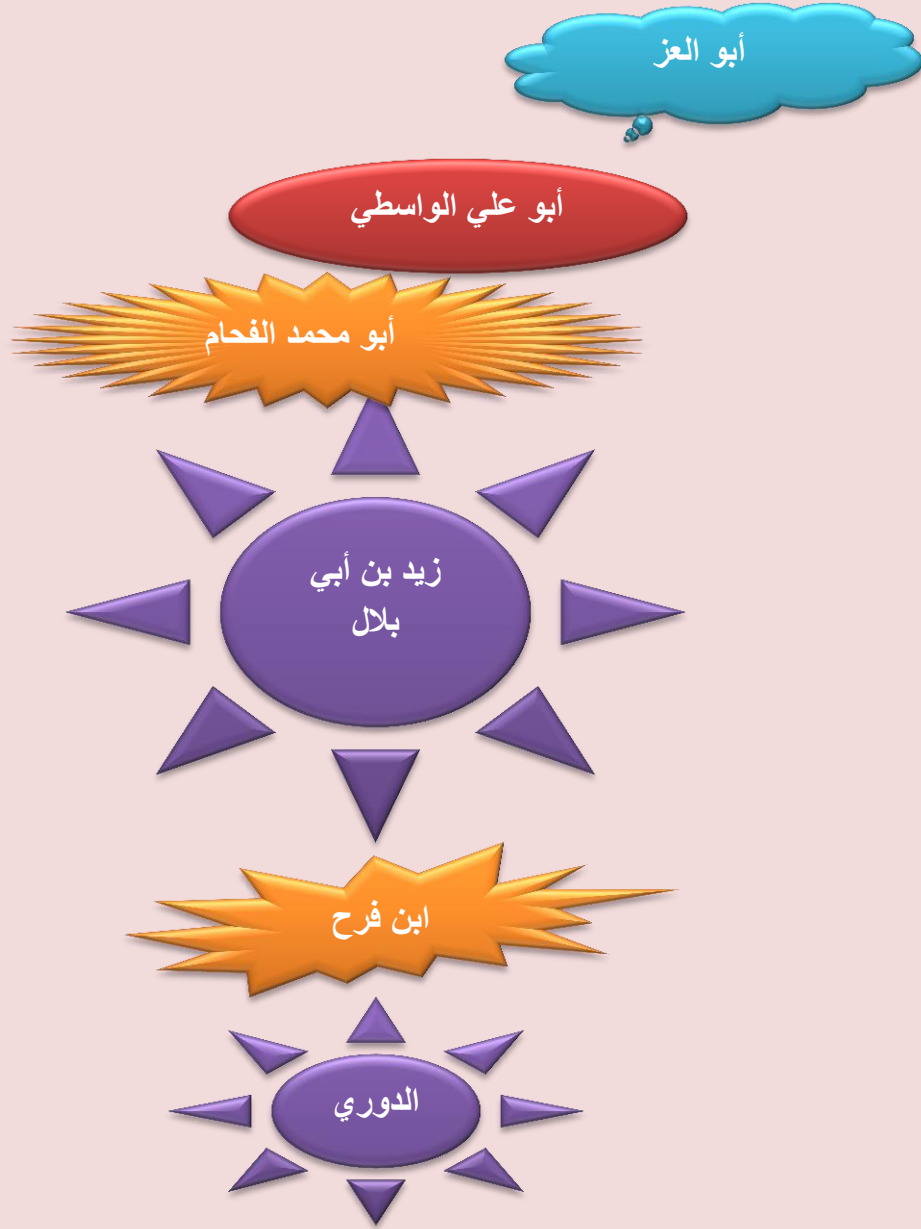 أبو العز
أبو علي الواسطي
أبو محمد الفحام
زيد بن أبي
بلال
ابن فرح
الدوري